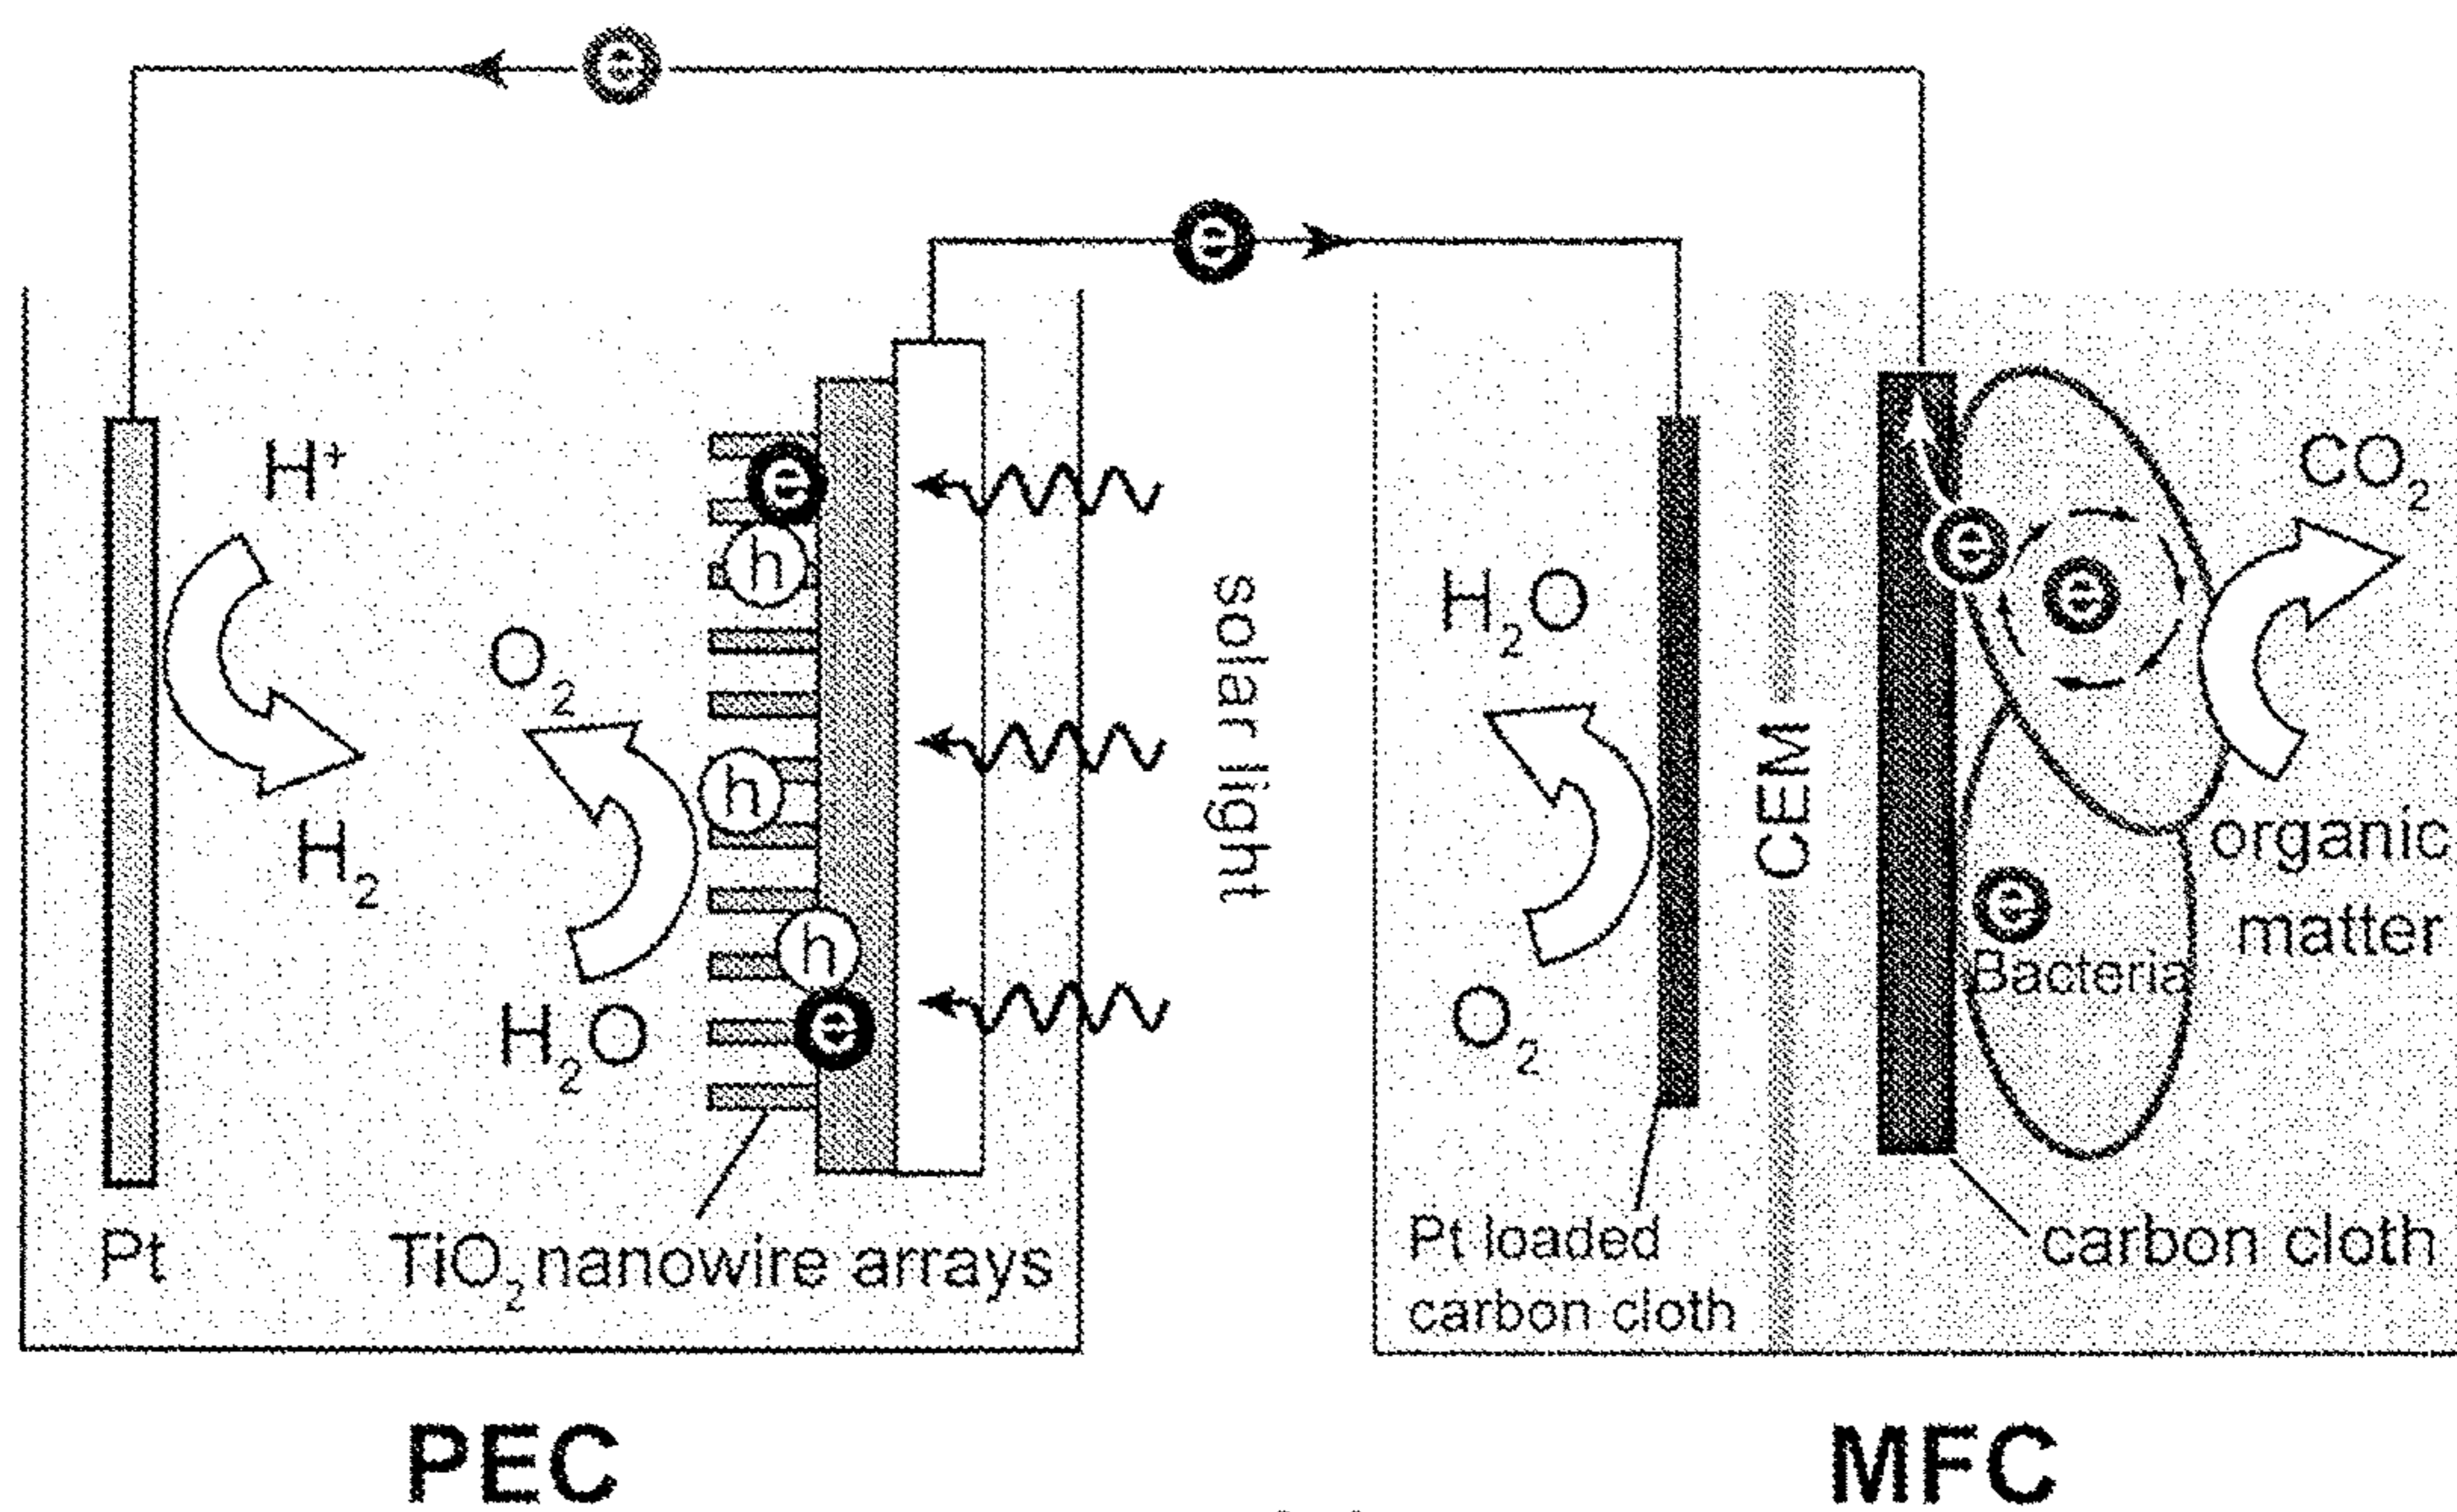 e
e
H⁺
H₂
O₂
H₂O
e
h
h
h
e
Pt
TiO₂ nanowire arrays
solar light
H₂O
O₂
Pt loaded
carbon cloth
CEM
e
e
e
Bacteria
CO₂
organic
matter
carbon cloth
PEC
MFC